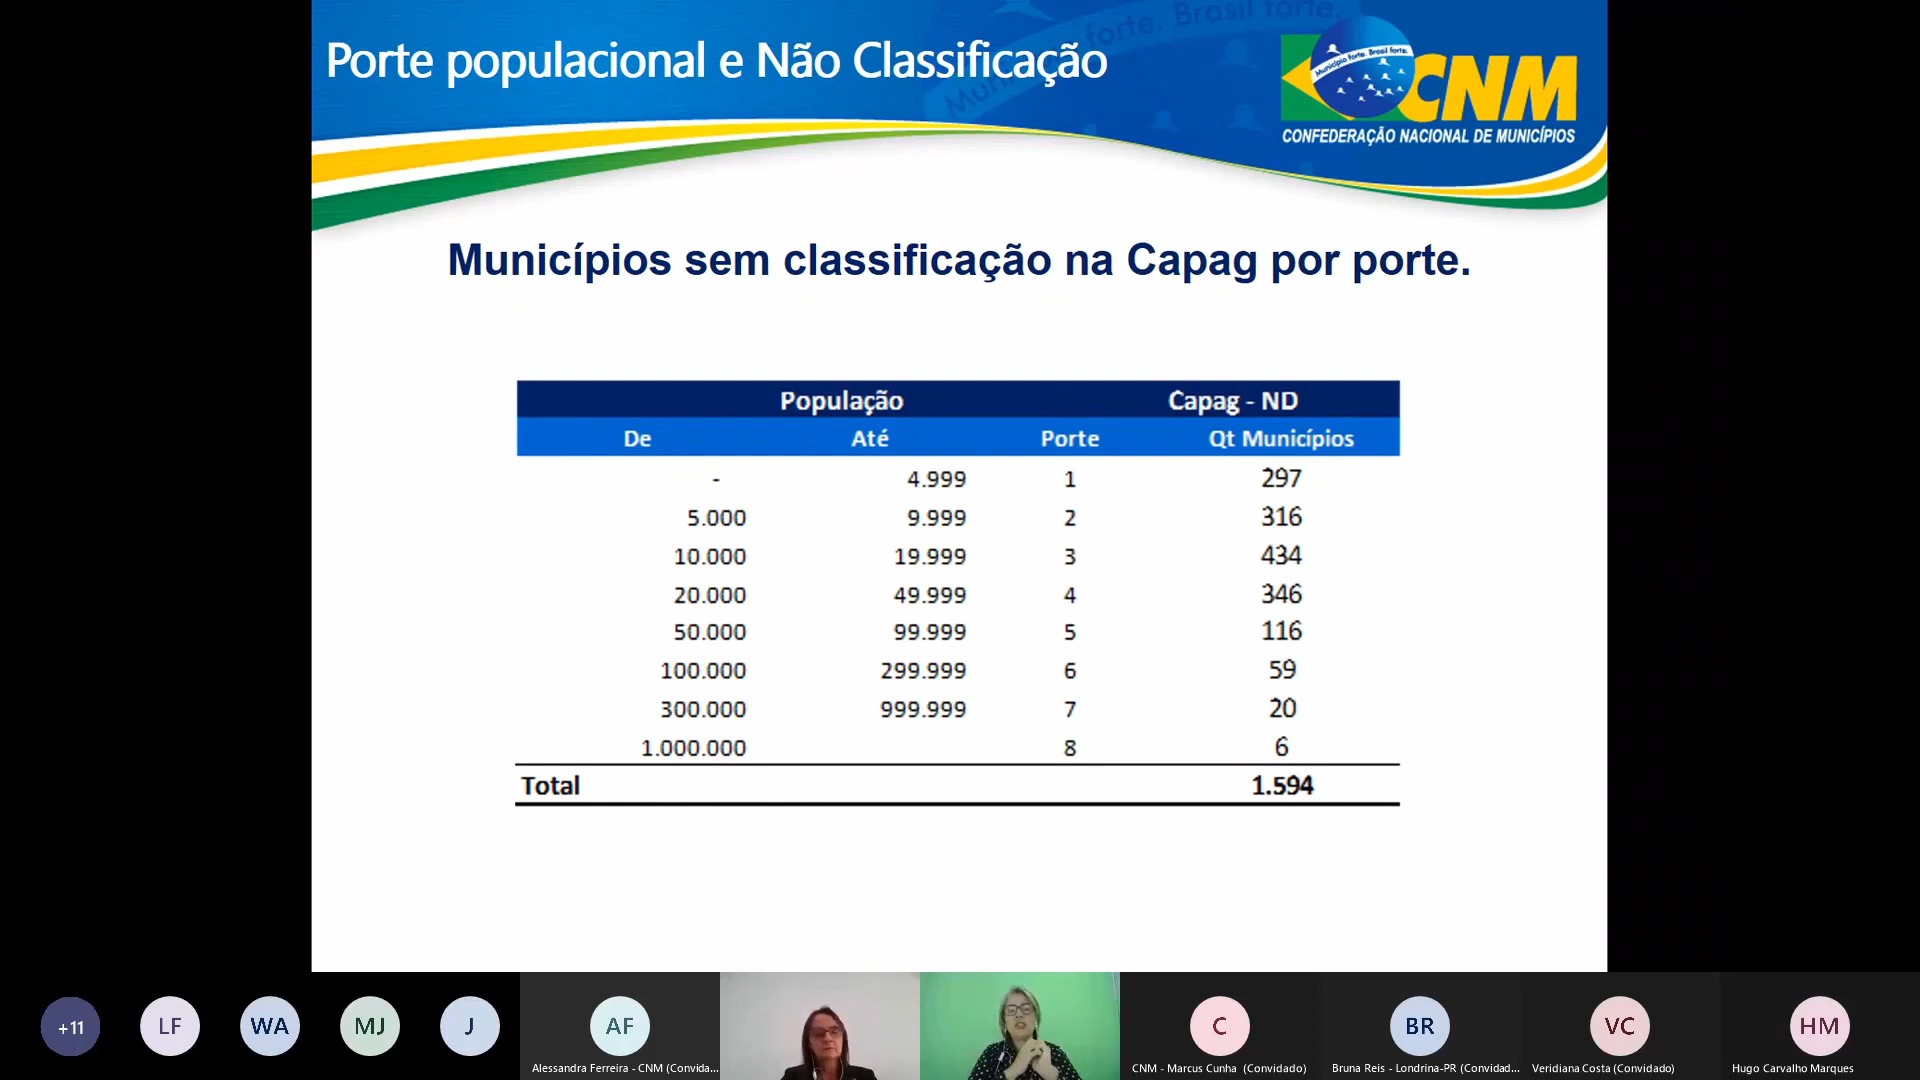 Porte populacional e Não Classificação
Município forte. Brasil forte.
CNM
CONFEDERAÇÃO NACIONAL DE MUNICÍPIOS
Municípios sem classificação na Capag por porte.
População Capag - ND
De Até Porte Qt Municípios
- 4.999 1 297
5.000 9.999 2 316
10.000 19.999 3 434
20.000 49.999 4 346
50.000 99.999 5 116
100.000 299.999 6 59
300.000 999.999 7 20
1.000.000 8 6
Total 1.594
+11 LF WA MJ J AF C BR VC HM
Alessandra Ferreira - CNM (Convida... CNM - Marcus Cunha (Convidado) Bruna Reis - Londrina-PR (Convidad... Veridiana Costa (Convidado) Hugo Carvalho Marques